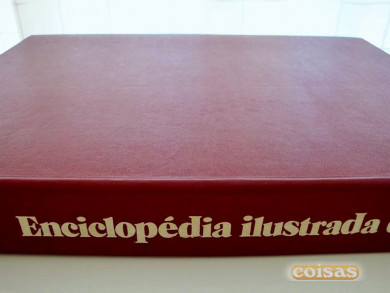 Enciclopédia ilustrada
coisas